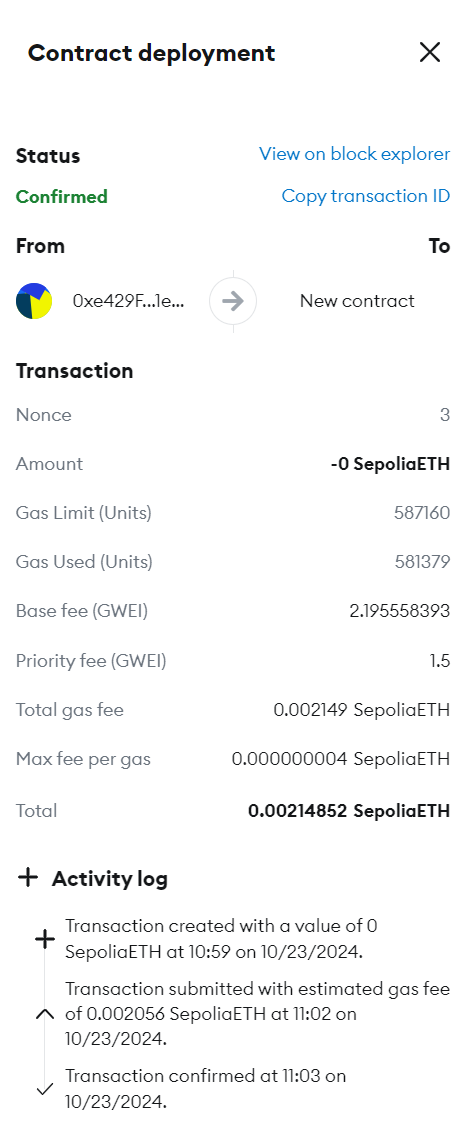 Contract deployment
Status
View on block explorer
Confirmed
Copy transaction ID
From
To
0xe429F...1e...
New contract
Transaction
Nonce
3
Amount
-0 SepoliaETH
Gas Limit (Units)
587160
Gas Used (Units)
581379
Base fee (GWEI)
2.195558393
Priority fee (GWEI)
1.5
Total gas fee
0.002149 SepoliaETH
Max fee per gas
0.000000004 SepoliaETH
Total
0.00214852 SepoliaETH
Activity log
Transaction created with a value of 0
SepoliaETH at 10:59 on 10/23/2024.
Transaction submitted with estimated gas fee
of 0.002056 SepoliaETH at 11:02 on
10/23/2024.
Transaction confirmed at 11:03 on
10/23/2024.